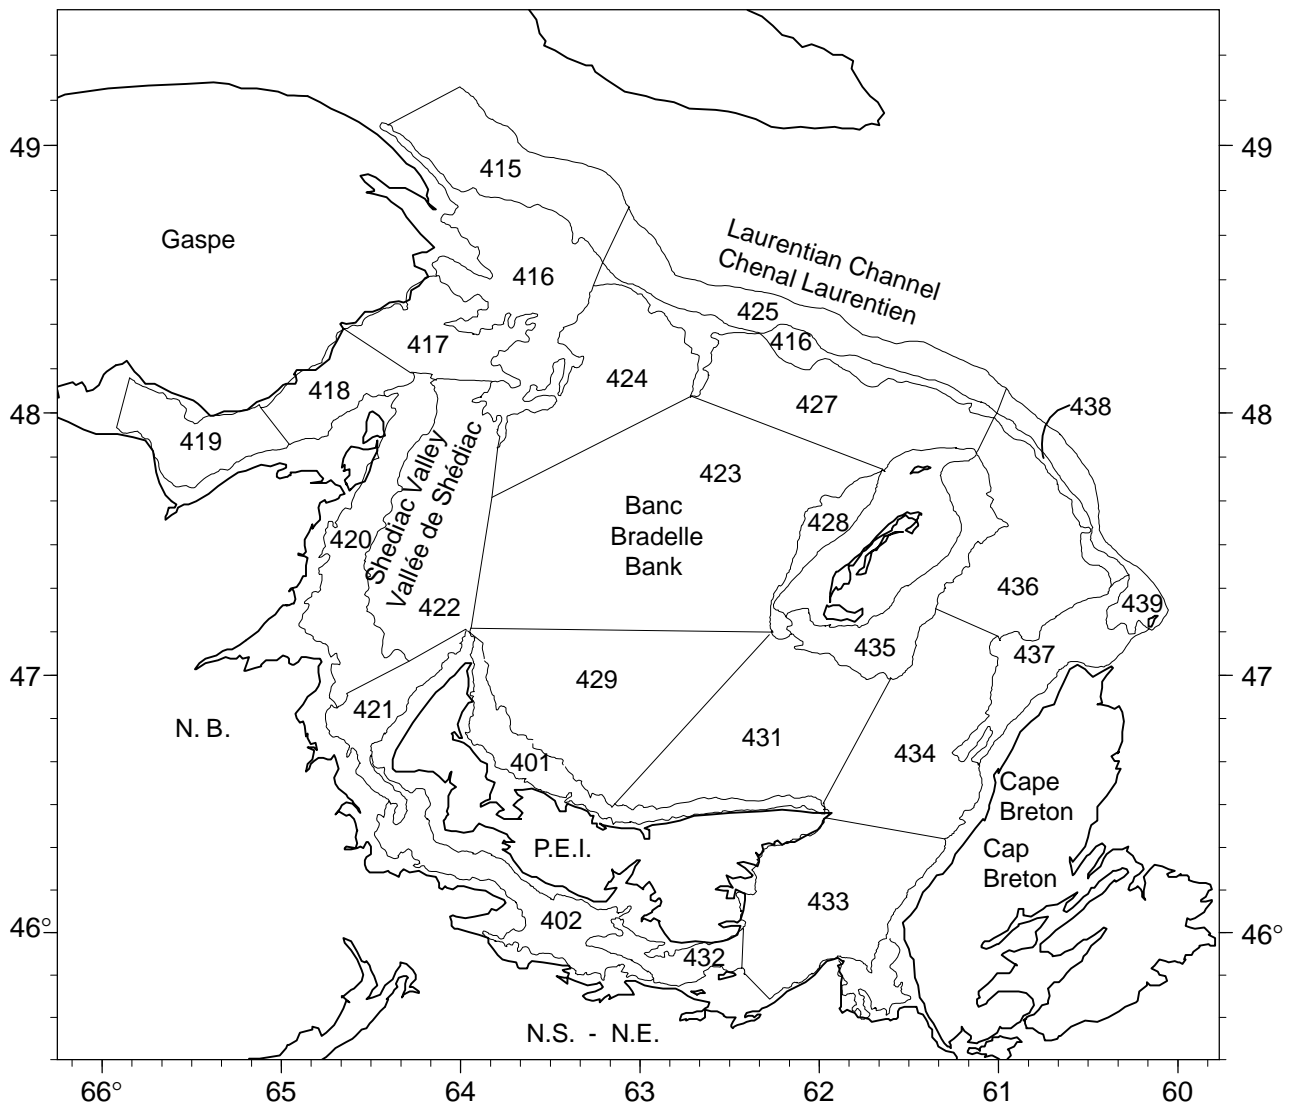 49
49
415
Gaspe
Laurentian Channel
Chenal Laurentien
416
425
416
417
424
418
427
438
48
48
419
Shediac Valley
Vallée de Shédiac
423
Banc
Bradelle
Bank
428
420
422
436
439
435
437
47
47
429
421
N. B.
431
434
401
Cape
Breton
P.E.I.
Cap
Breton
433
402
46°
46°
432
N.S. - N.E.
66°
65
64
63
62
61
60